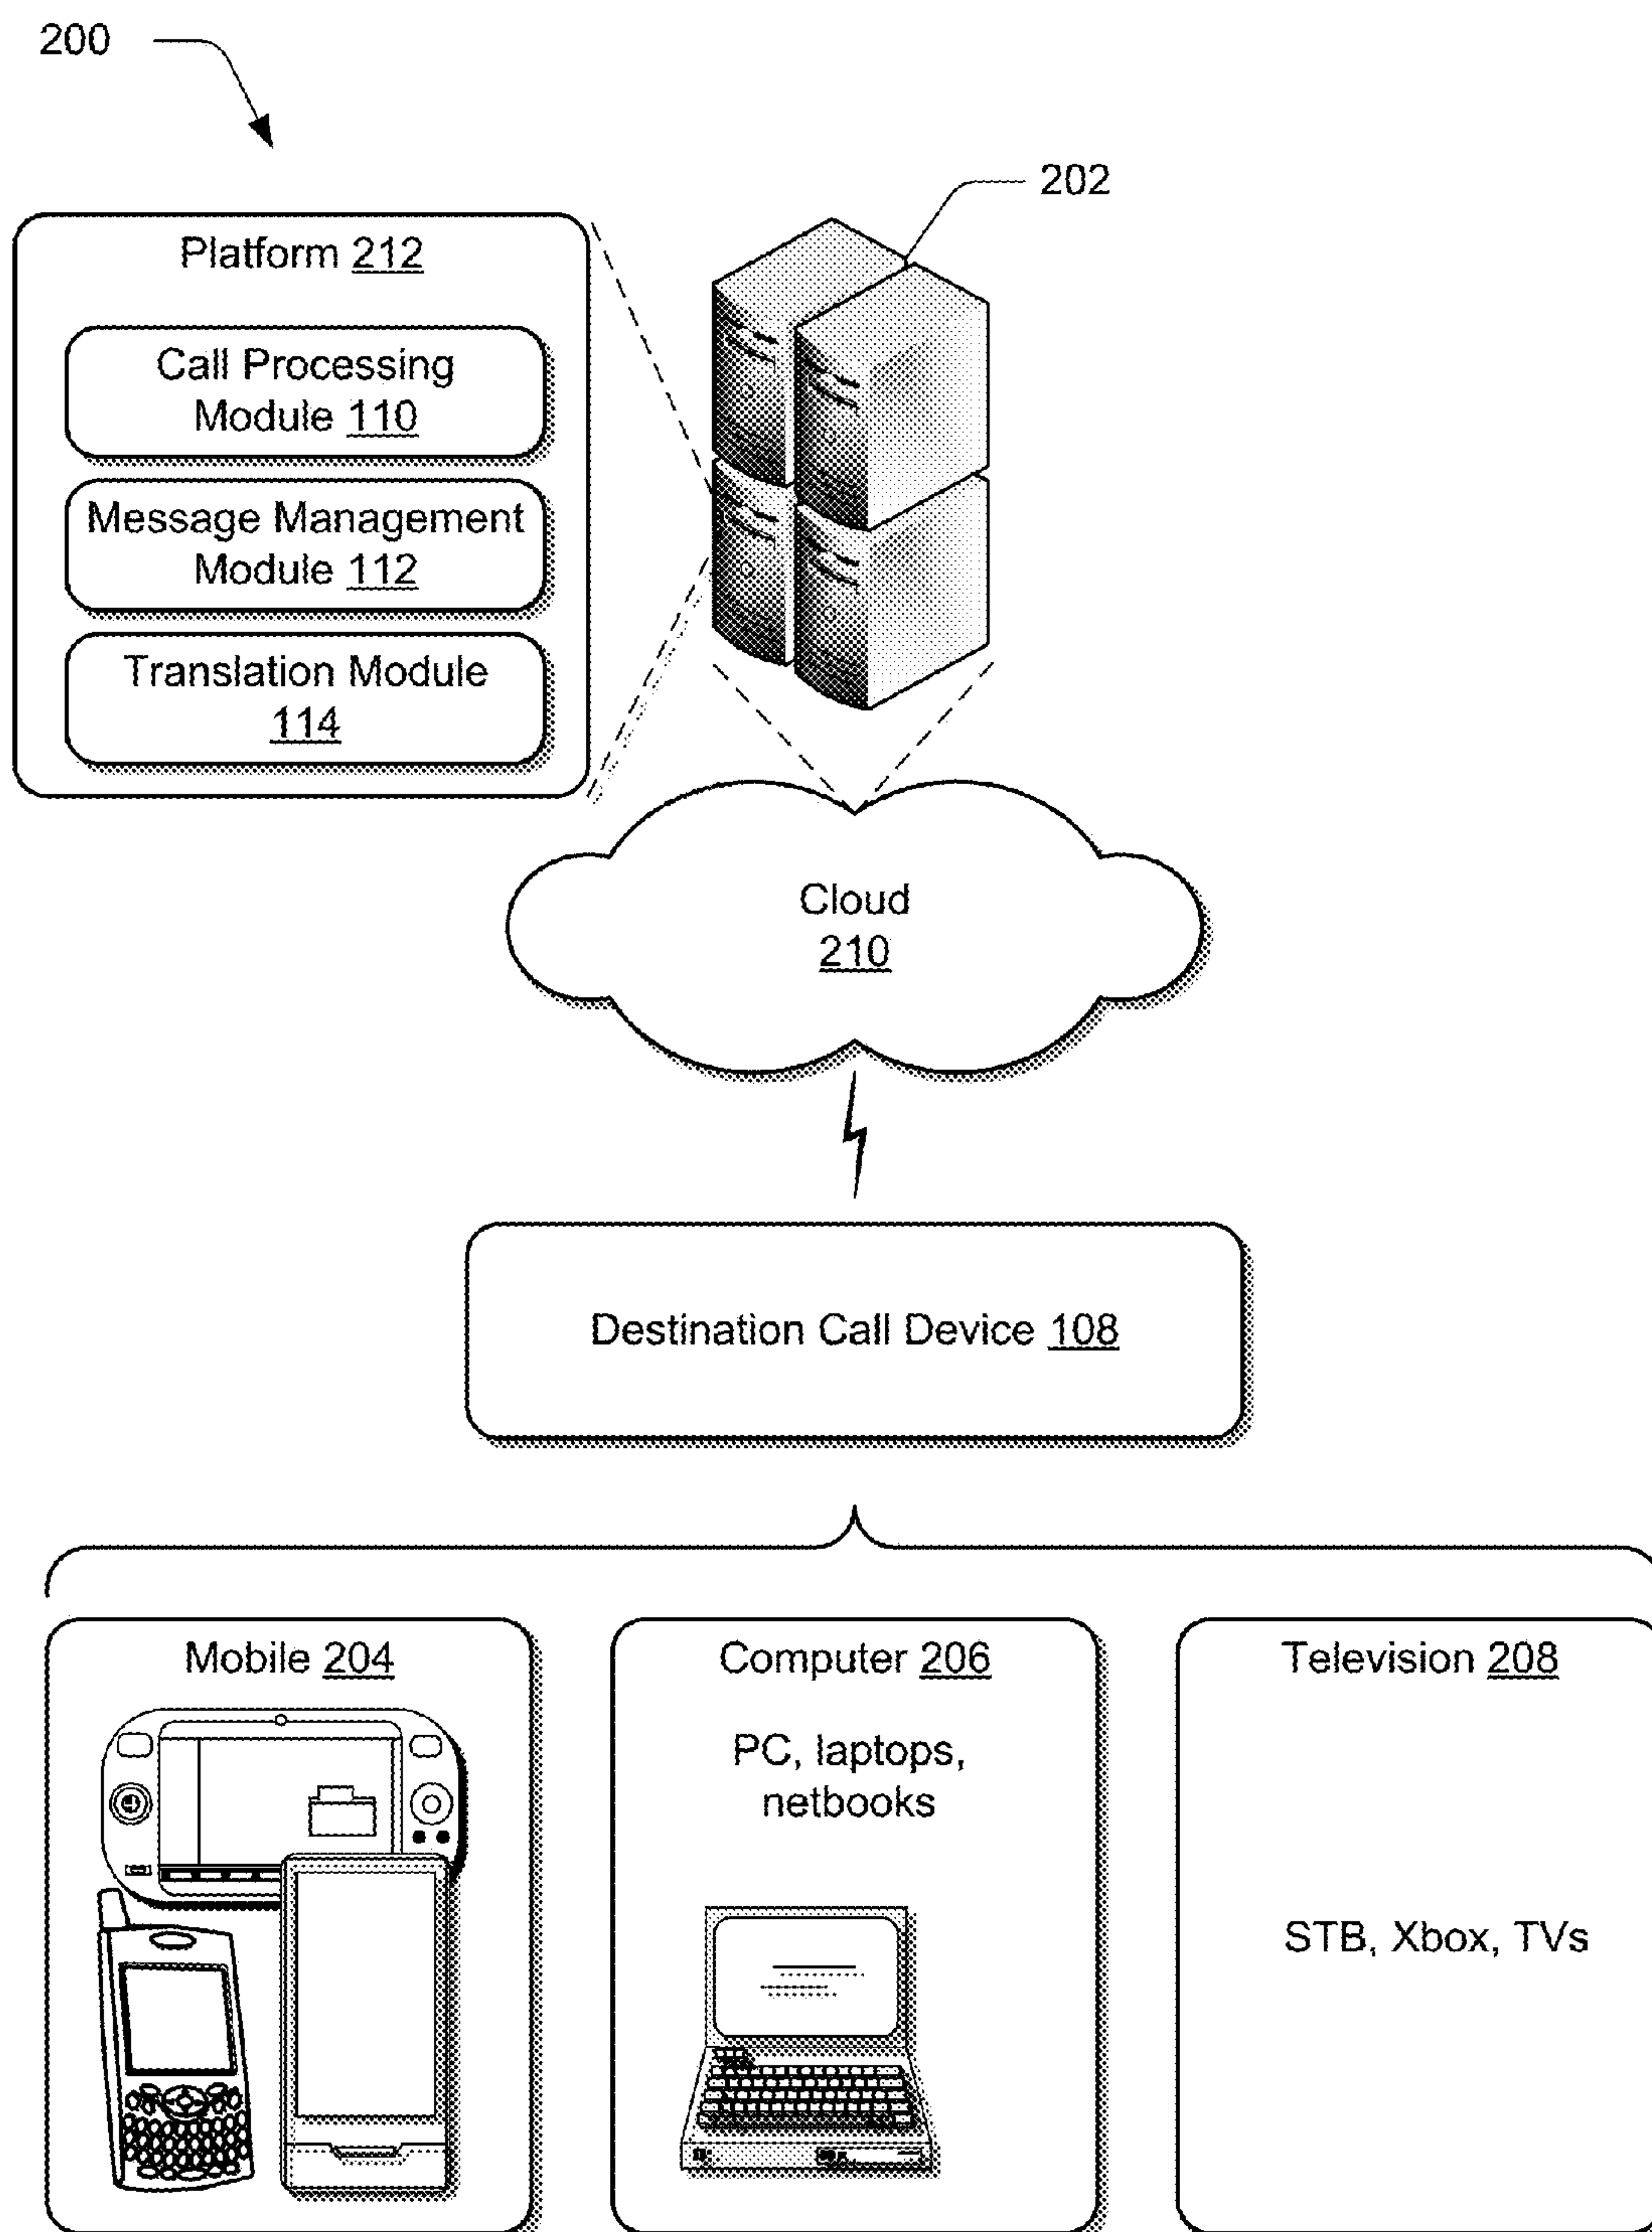 200
202
Platform 212
Call Processing
Module 110
Message Management
Module 112
Translation Module
114
Cloud
210
Destination Call Device 108
Mobile 204
Computer 206
PC, laptops,
netbooks
Television 208
STB, Xbox, TVs